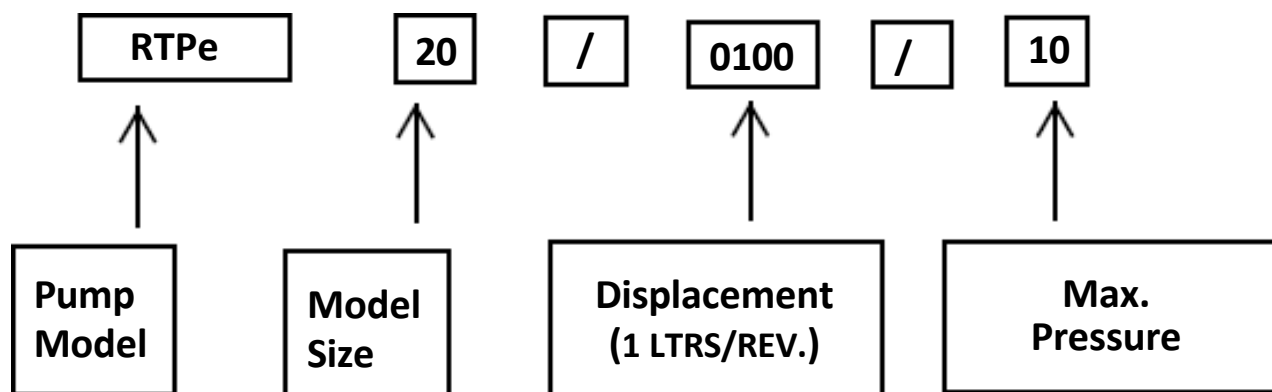 RTPe 20 / 0100 / 10
Pump
Model
Model
Size
Displacement
(1 LTRS/REV.)
Max.
Pressure